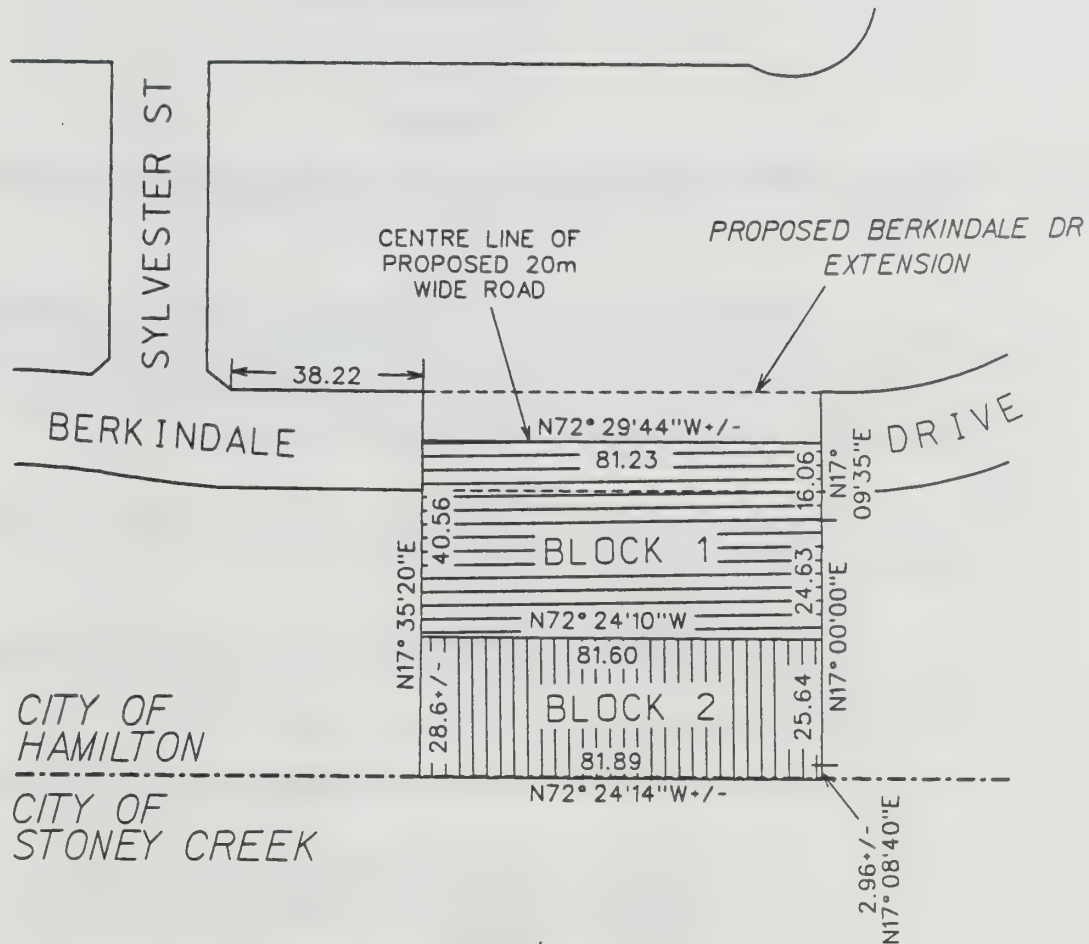 SYLVESTER ST
CENTRE LINE OF
PROPOSED 20m
WIDE ROAD
PROPOSED BERKINDALE DR
EXTENSION
38.22
BERKINDALE
DRIVE
N72° 29'44"W+/-
81.23
16.06
N17°
09'35"E
40.56
BLOCK 1
24.63
N17° 35'20"E
N17° 00'00"E
N72° 24'10"W
81.60
28.6+/-
BLOCK 2
25.64
81.89
N72° 24'14"W+/-
CITY OF
HAMILTON
CITY OF
STONEY CREEK
2.96+/-
N17° 08'40"E